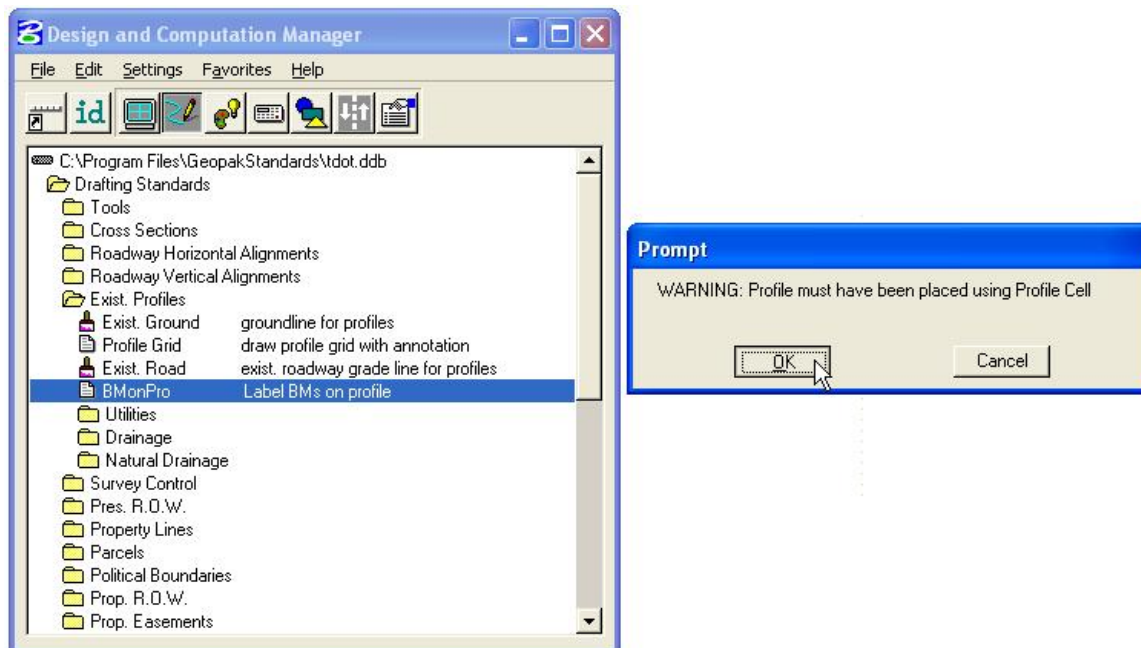 Design and Computation Manager
File Edit Settings Favorites Help
id
C:\Program Files\GeopakStandards\tdot.ddb
Drafting Standards
Tools
Cross Sections
Roadway Horizontal Alignments
Roadway Vertical Alignments
Exist. Profiles
Exist. Ground groundline for profiles
Profile Grid draw profile grid with annotation
Exist. Road exist. roadway grade line for profiles
BMonPro Label BMs on profile
Utilities
Drainage
Natural Drainage
Survey Control
Pres. R.O.W.
Property Lines
Parcels
Political Boundaries
Prop. R.O.W.
Prop. Easements
Prompt
WARNING: Profile must have been placed using Profile Cell
OK Cancel